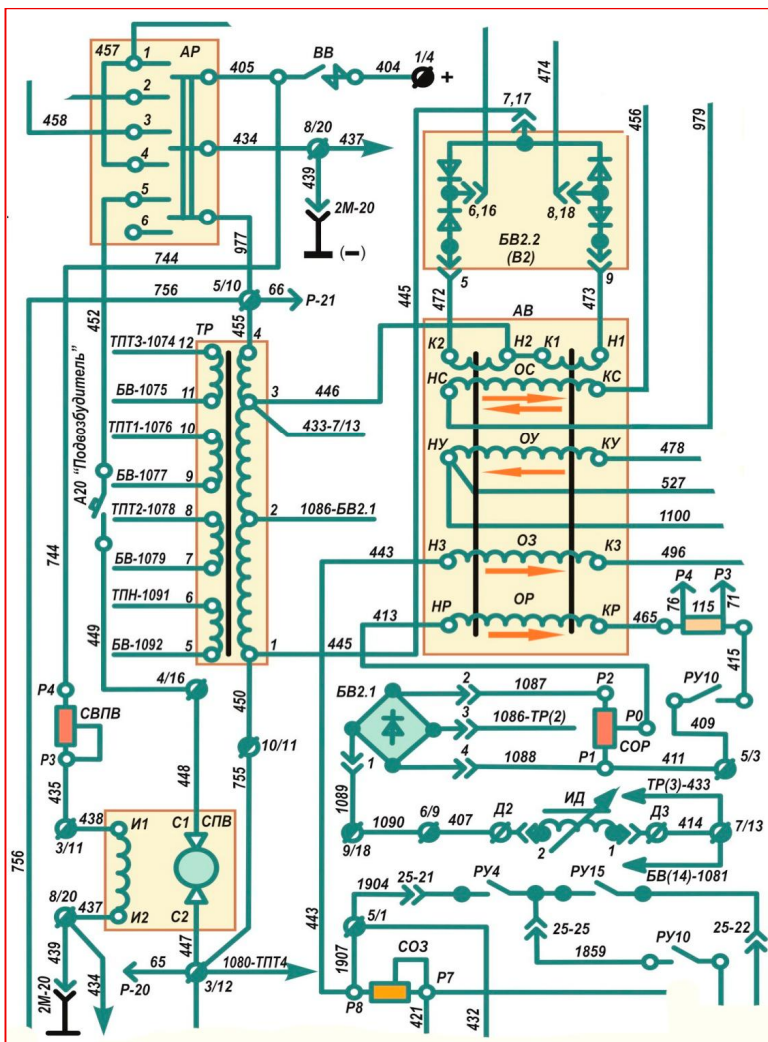 457 1 АР 405 ВВ 404 1/4 +
2
458 3 434 8/20 437
4
5 439
6 2М-20
977 (–)
744
756 5/10 66 Р-21
452 455
474
7,17 456 979
6,16 8,18
БВ2.2
(В2)
445 472 5 473 9
АВ
К2 Н2 К1 Н1
НС ОС КС
НУ ОУ КУ 478
527
1100
443 НЗ ОЗ КЗ 496
413 НР ОР КР 465
Р4 Р3
76 115 71
415
ТР 4
ТПТ3-1074 12
3 446
БВ-1075 11
433-7/13
ТПТ1-1076 10
БВ-1077 9
ТПТ2-1078 8 2 1086-БВ2.1
БВ-1079 7
ТПН-1091 6
БВ-1092 5 1 445
А20 "Подвозбудитель"
744 449
4/16 450
Р4
СВПВ
Р3
435 448 755 10/11
438 И1 С1 СПВ
3/11
756
8/20 437 И2 С2
439 434 447
2М-20
65 1080-ТПТ4
Р-20 3/12
БВ2.1 2 1087 Р2
3 1086-ТР(2) Р0
СОР
1 4 1088 Р1 411
РУ10
409
5/3
1089
ТР(3)-433
1090 6/9 407 Д2 ИД Д3 414 7/13
9/18 2 1
БВ(14)-1081
1904 25-21 РУ4 РУ15
443 5/1 25-25 25-22
1907 СОЗ 1859 РУ10
Р8 Р7
421 432